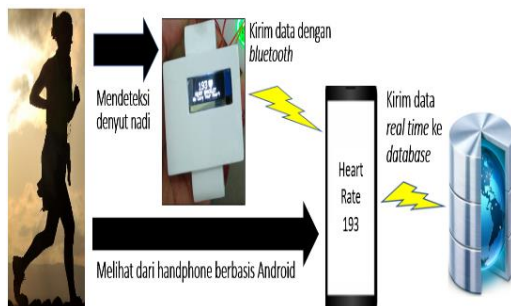 Mendeteksi
denyut nadi
193
Kirim data dengan
bluetooth
Heart
Rate
193
Kirim data
real time ke
database
Melihat dari handphone berbasis Android